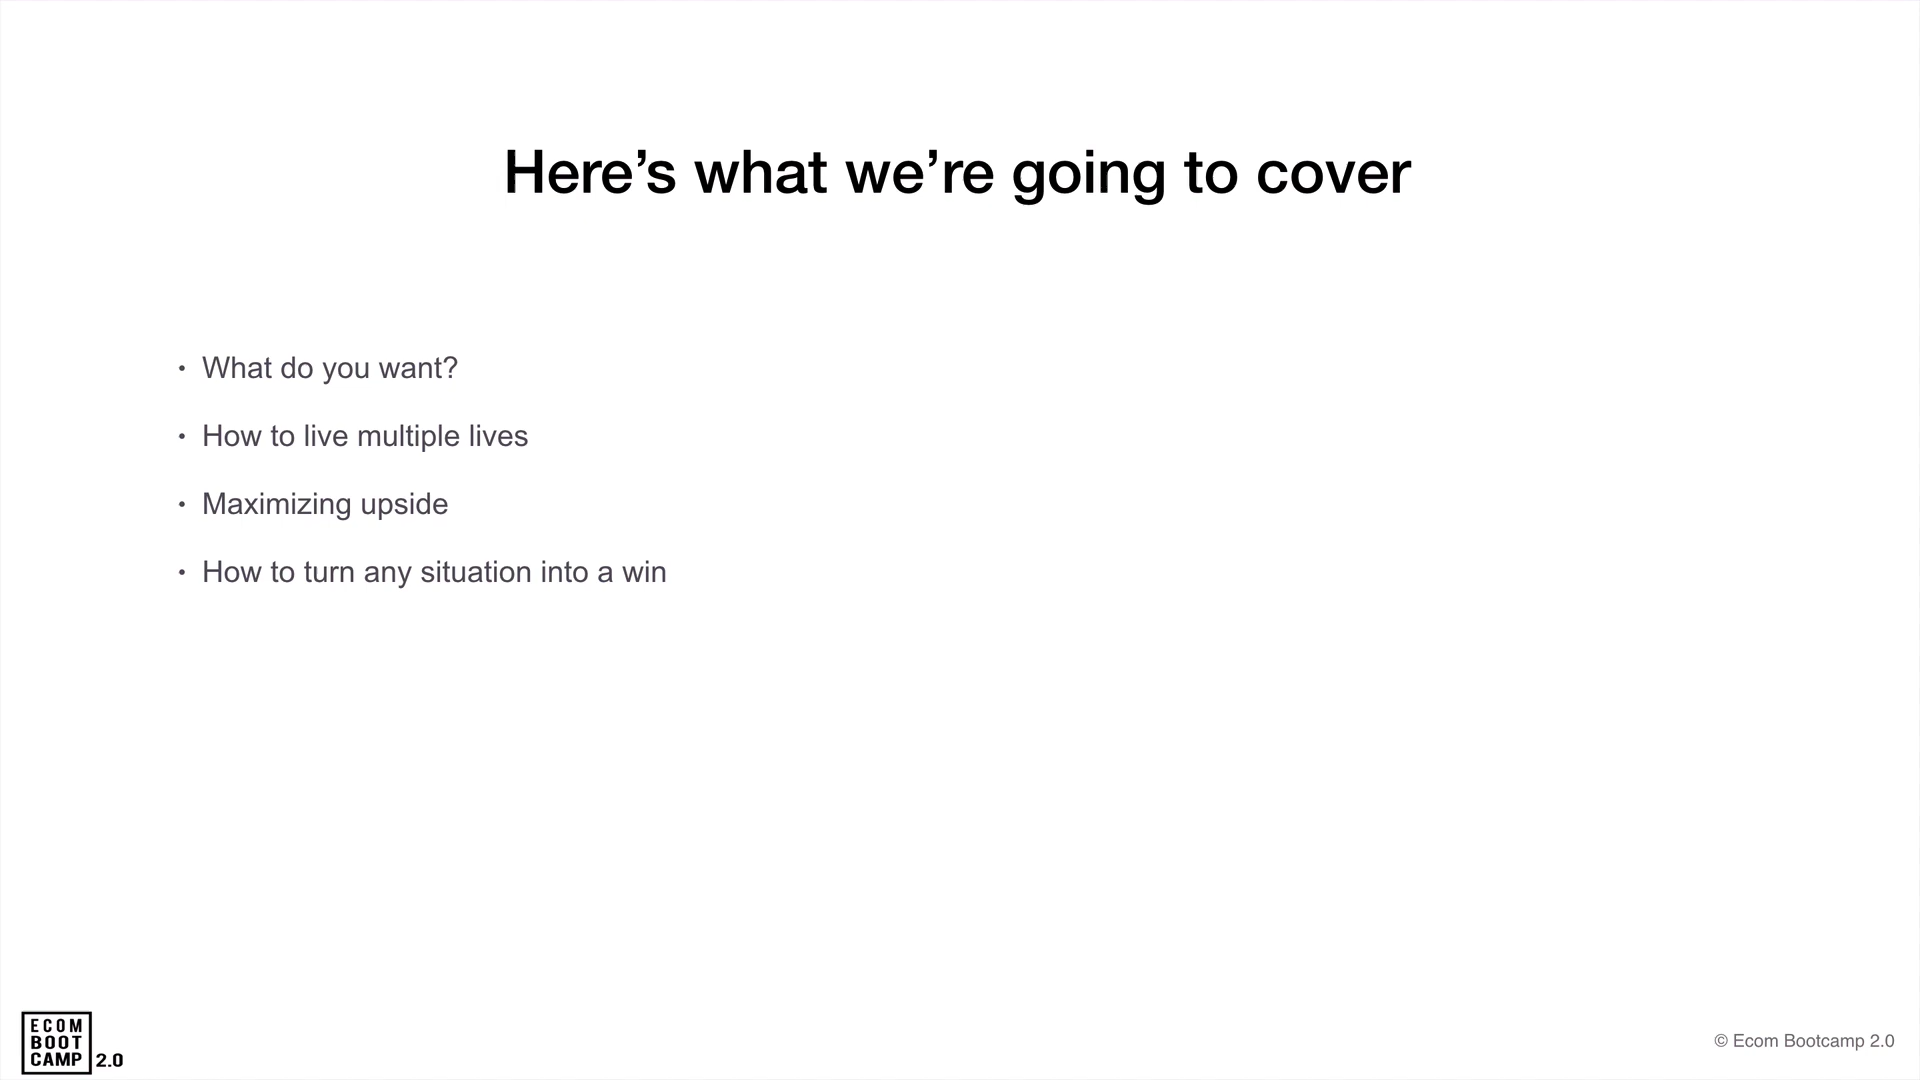 Here’s what we’re going to cover
• What do you want?
• How to live multiple lives
• Maximizing upside
• How to turn any situation into a win
ECOM
BOOT
CAMP 2.0
© Ecom Bootcamp 2.0